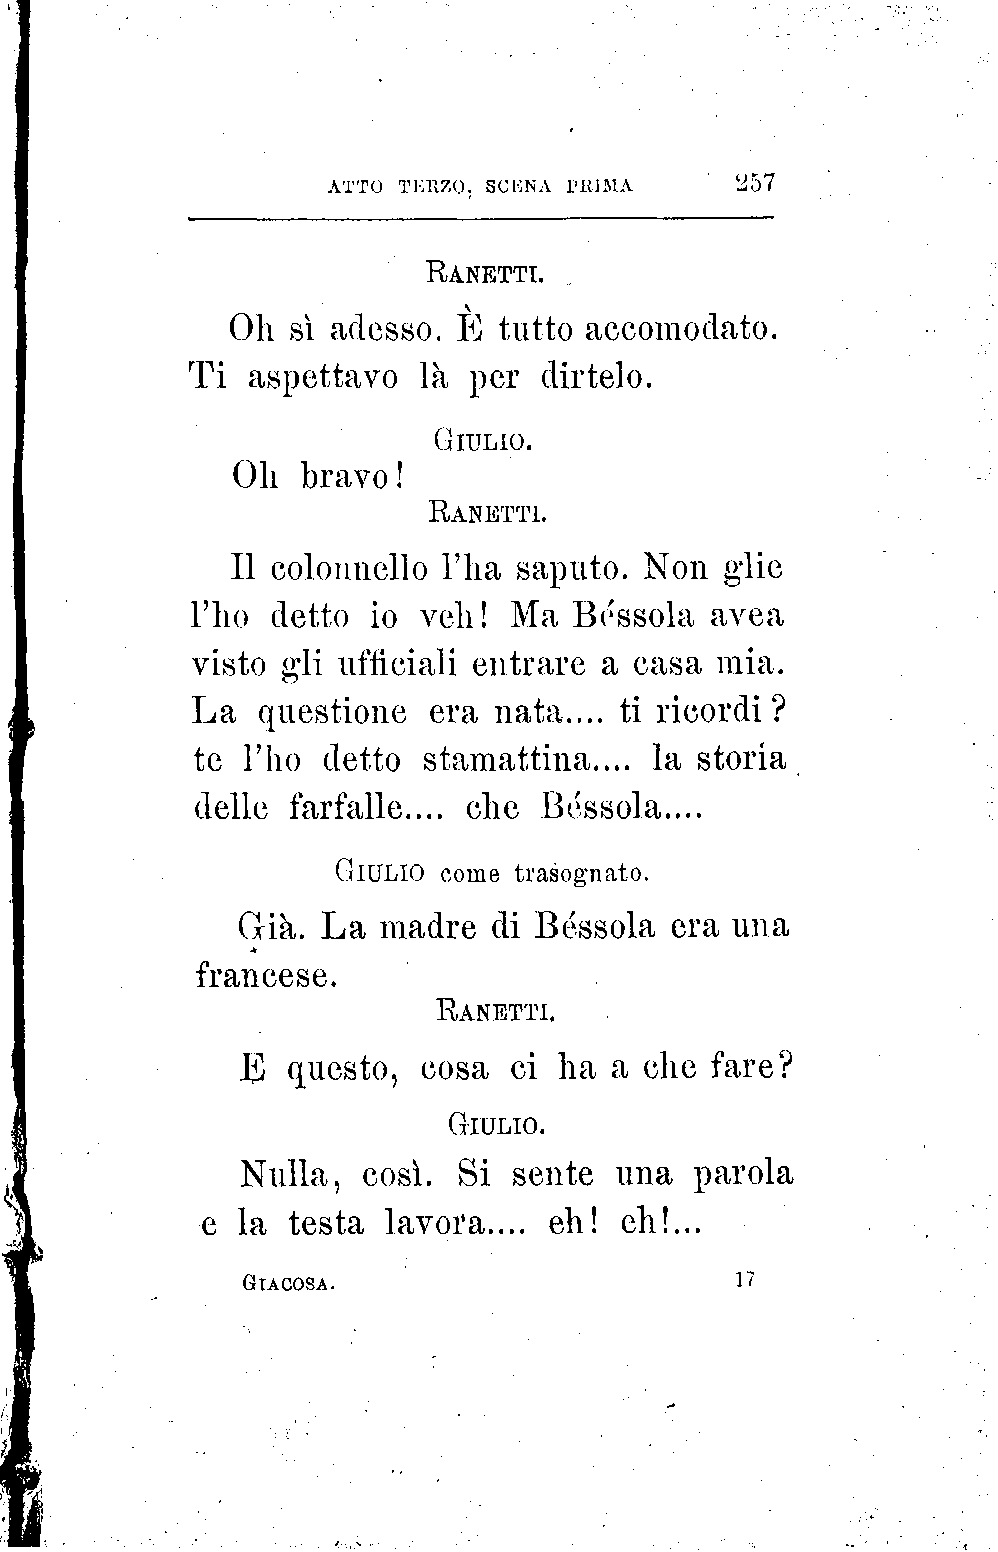 ATTO TERZO, SCENA PRIMA 257
RANETTI.
Oh sì adesso. È tutto accomodato.
Ti aspettavo là per dirtelo.
GIULIO.
Oh bravo!
RANETTI.
Il colonnello l'ha saputo. Non glie
l'ho detto io veh! Ma Béssola avea
visto gli ufficiali entrare a casa mia.
La questione era nata.... ti ricordi?
te l'ho detto stamattina.... la storia
delle farfalle.... che Béssola....
GIULIO come trasognato.
Già. La madre di Béssola era una
francese.
RANETTI.
E questo, cosa ci ha a che fare?
GIULIO.
Nulla, così. Si sente una parola
e la testa lavora.... eh! eh!...
GIACOSA. 17